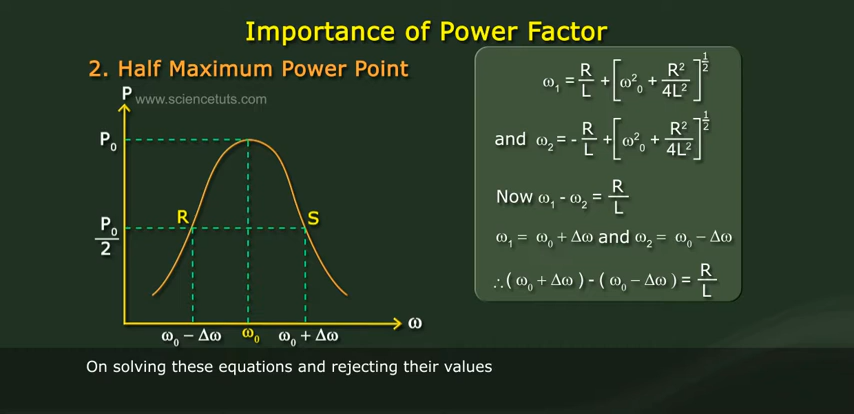 Importance of Power Factor
2. Half Maximum Power Point
www.sciencetuts.com
P
P₀
P₀/2
R
S
ω
ω₀ − Δω
ω₀
ω₀ + Δω
ω₁ = R/L + [ω²₀ + R²/4L²]^1/2
and ω₂ = - R/L + [ω²₀ + R²/4L²]^1/2
Now ω₁ - ω₂ = R/L
ω₁ = ω₀ + Δω and ω₂ = ω₀ − Δω
∴( ω₀ + Δω ) - ( ω₀ − Δω ) = R/L
On solving these equations and rejecting their values